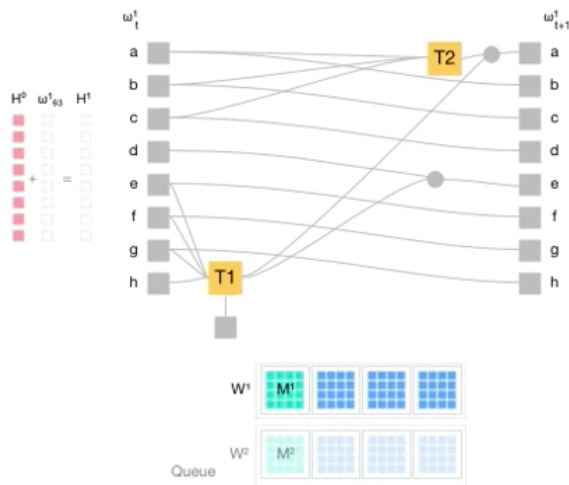 ω¹t
ω¹t+1
a
T2
a
b
b
H⁰ ω¹63 H¹
c
c
+ =
d
d
e
e
f
f
g
g
h
T1
h
W¹ M¹
W² M²
Queue